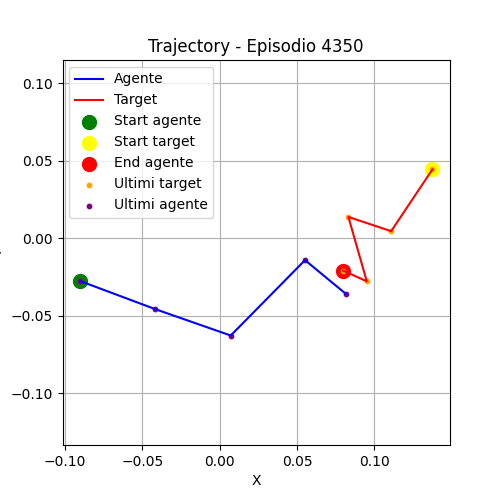 Trajectory - Episodio 4350
Agente
Target
Start agente
Start target
End agente
Ultimi target
Ultimi agente
0.10
0.05
0.00
−0.05
−0.10
−0.10
−0.05
0.00
0.05
0.10
X